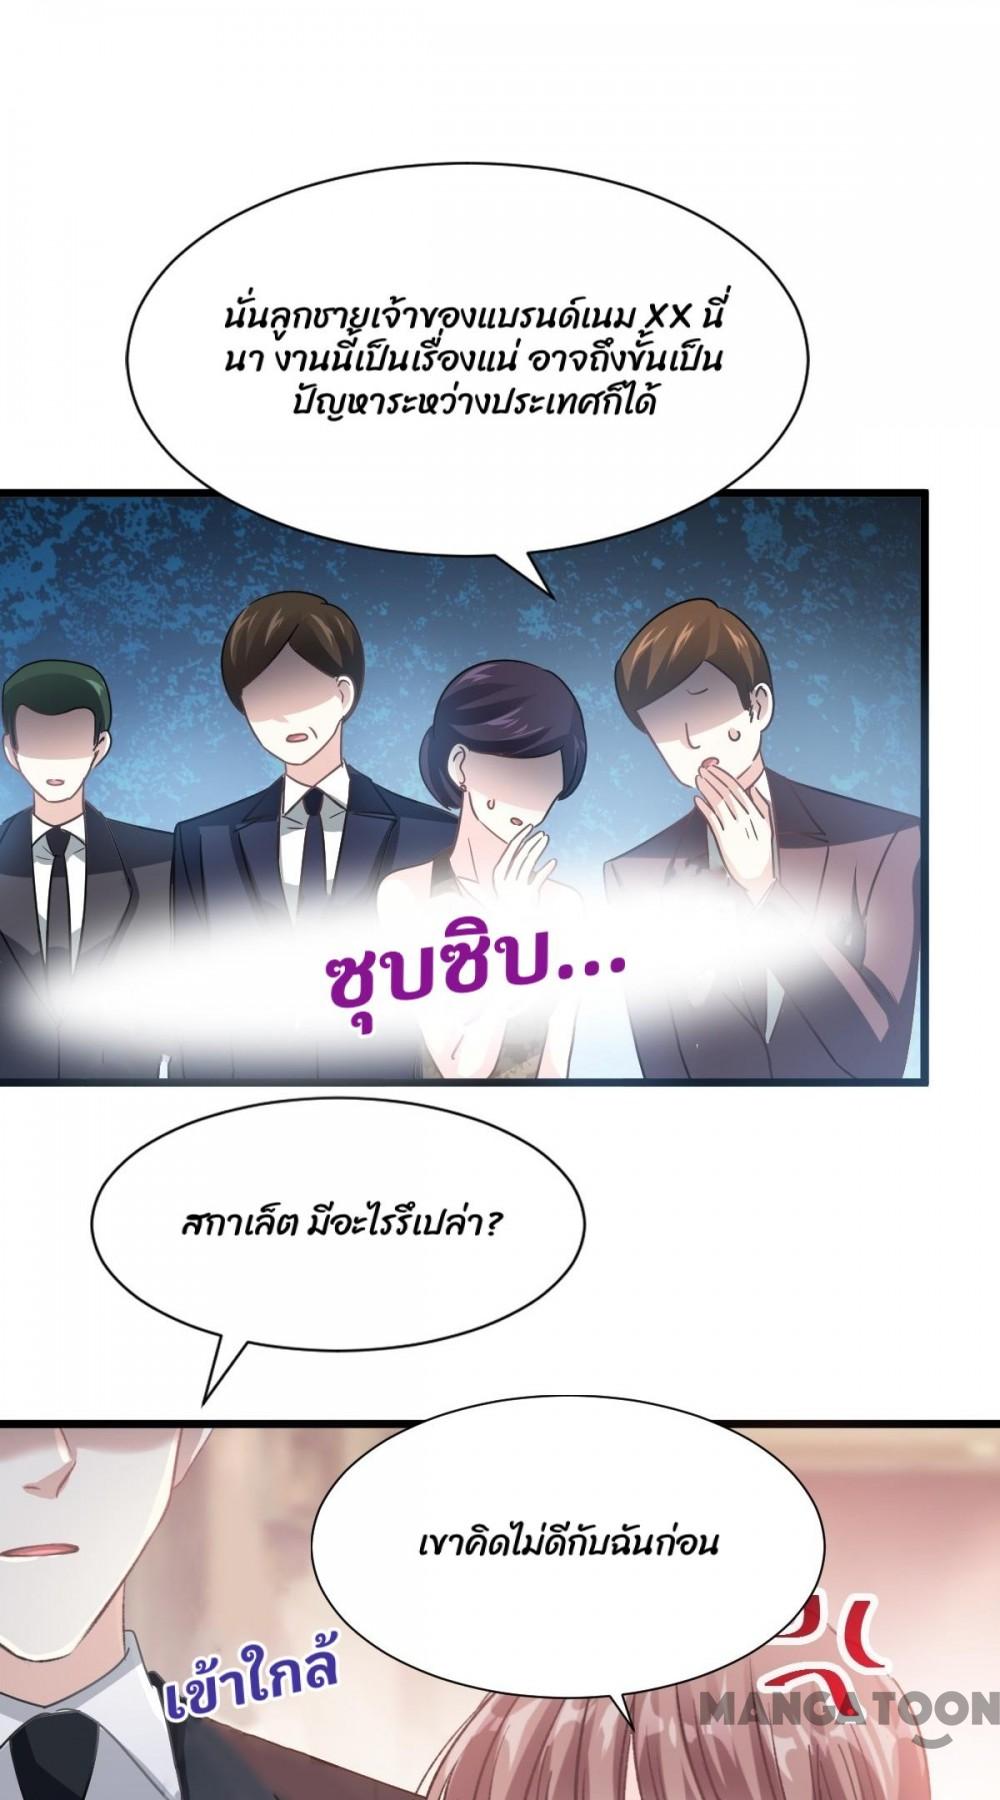 นั่นลูกชายเจ้าของแบรนด์เนม XX นี่
นา งานนี้เป็นเรื่องแน่ อาจถึงขั้นเป็น
ปัญหาระหว่างประเทศก็ได้
ซุบซิบ...
สกาเล็ต มีอะไรรึเปล่า?
เขาคิดไม่ดีกับฉันก่อน
เข้าใกล้
MANGATOON